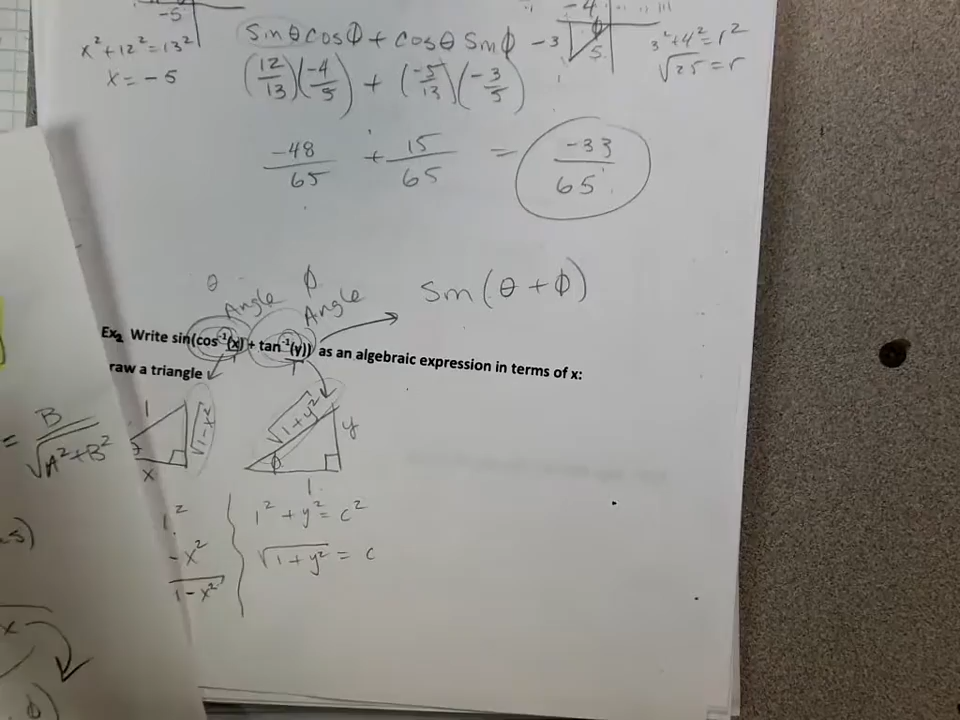 -5
-4
x²+12²=13²
sinθcosϕ + cosθ sinϕ
-3
5
3²+4²=r²
x = -5
(12/13)(-4/5) + (-5/13)(-3/5)
√25 = r
-48/65 + 15/65 = -33/65
θ ϕ
Angle Angle
sin(θ+ϕ)
Ex. Write sin(cos⁻¹(x) + tan⁻¹(y)) as an algebraic expression in terms of x:
raw a triangle
1 √1-x²
x
√1+y² y
ϕ
1
= B/√A²+B²
1²
-x²
1-x²
1² + y² = c²
√1+y² = c
s)
x
ϕ)